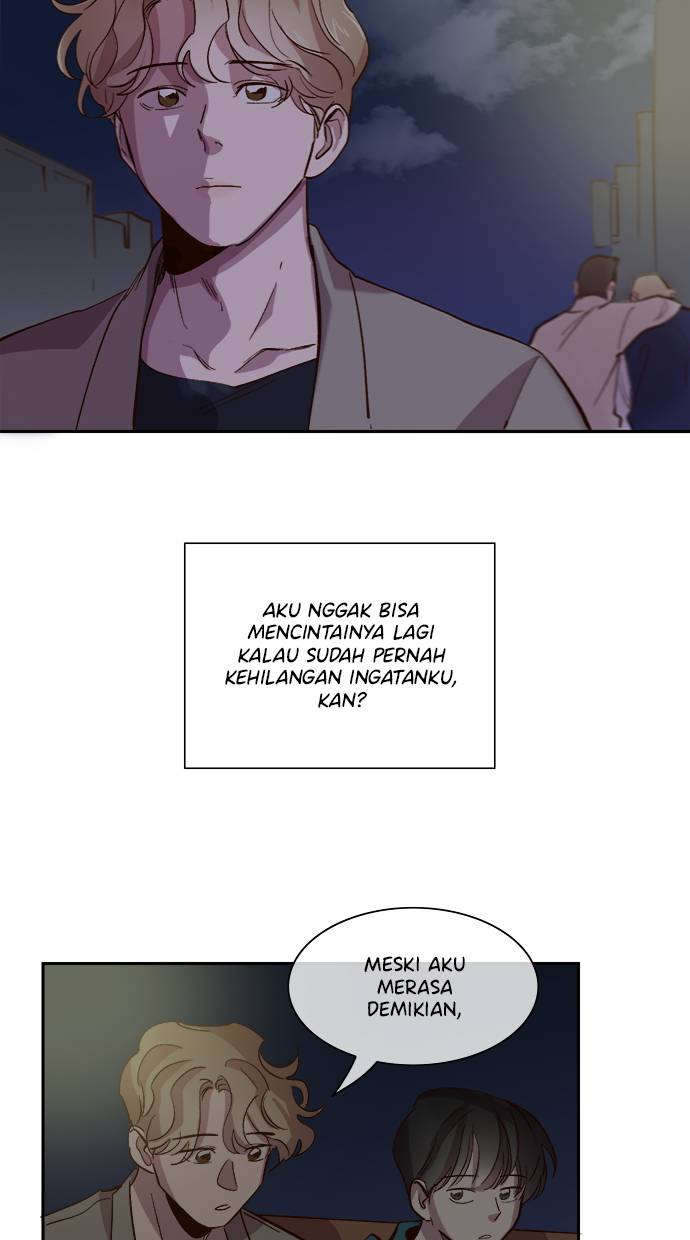 AKU NGGAK BISA
MENCINTAINYA LAGI
KALAU SUDAH PERNAH
KEHILANGAN INGATANKU,
KAN?
MESKI AKU
MERASA
DEMIKIAN,